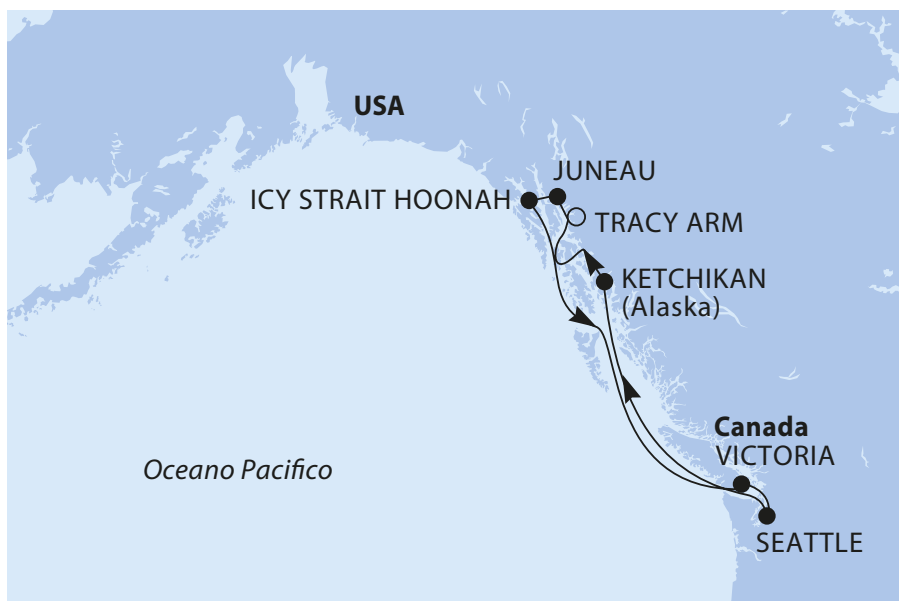 USA
JUNEAU
ICY STRAIT HOONAH
TRACY ARM
KETCHIKAN
(Alaska)
Canada
VICTORIA
Oceano Pacifico
SEATTLE